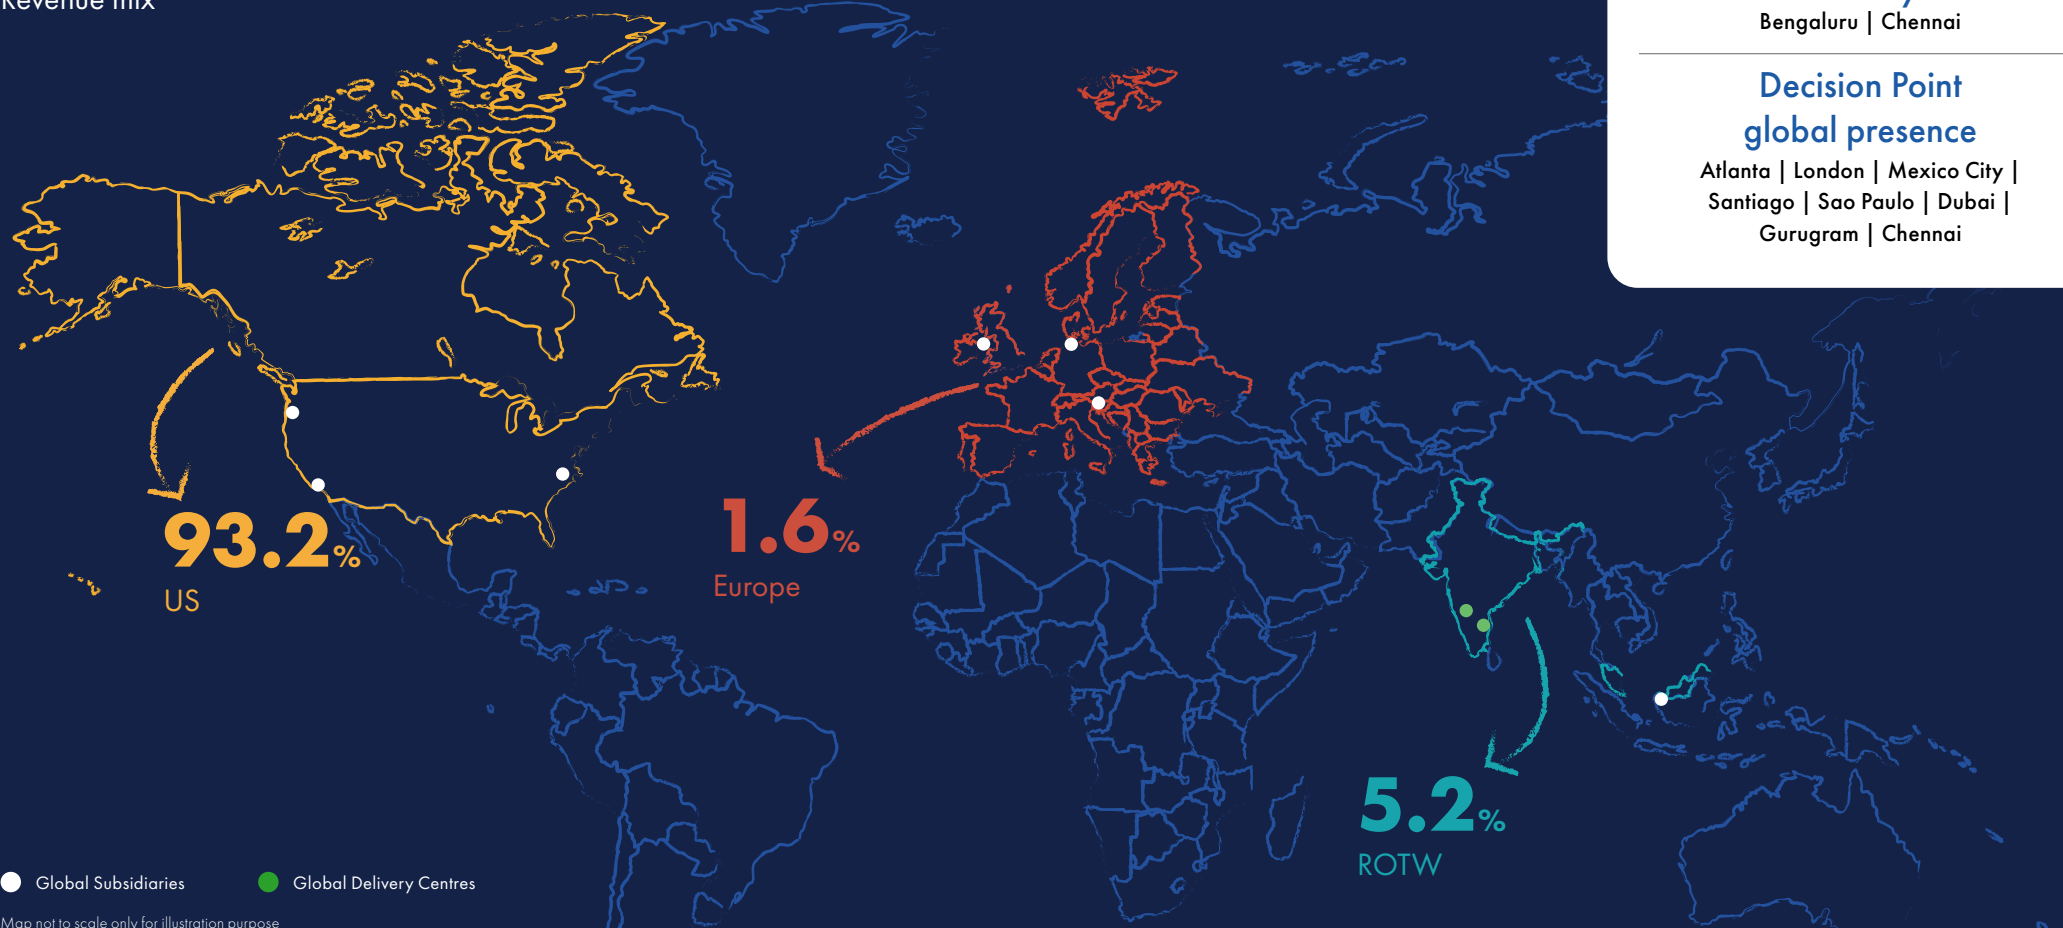 Revenue mix
Bengaluru | Chennai
Decision Point
global presence
Atlanta | London | Mexico City |
Santiago | Sao Paulo | Dubai |
Gurugram | Chennai
93.2%
US
1.6%
Europe
5.2%
ROTW
Global Subsidiaries
Global Delivery Centres
Map not to scale only for illustration purpose